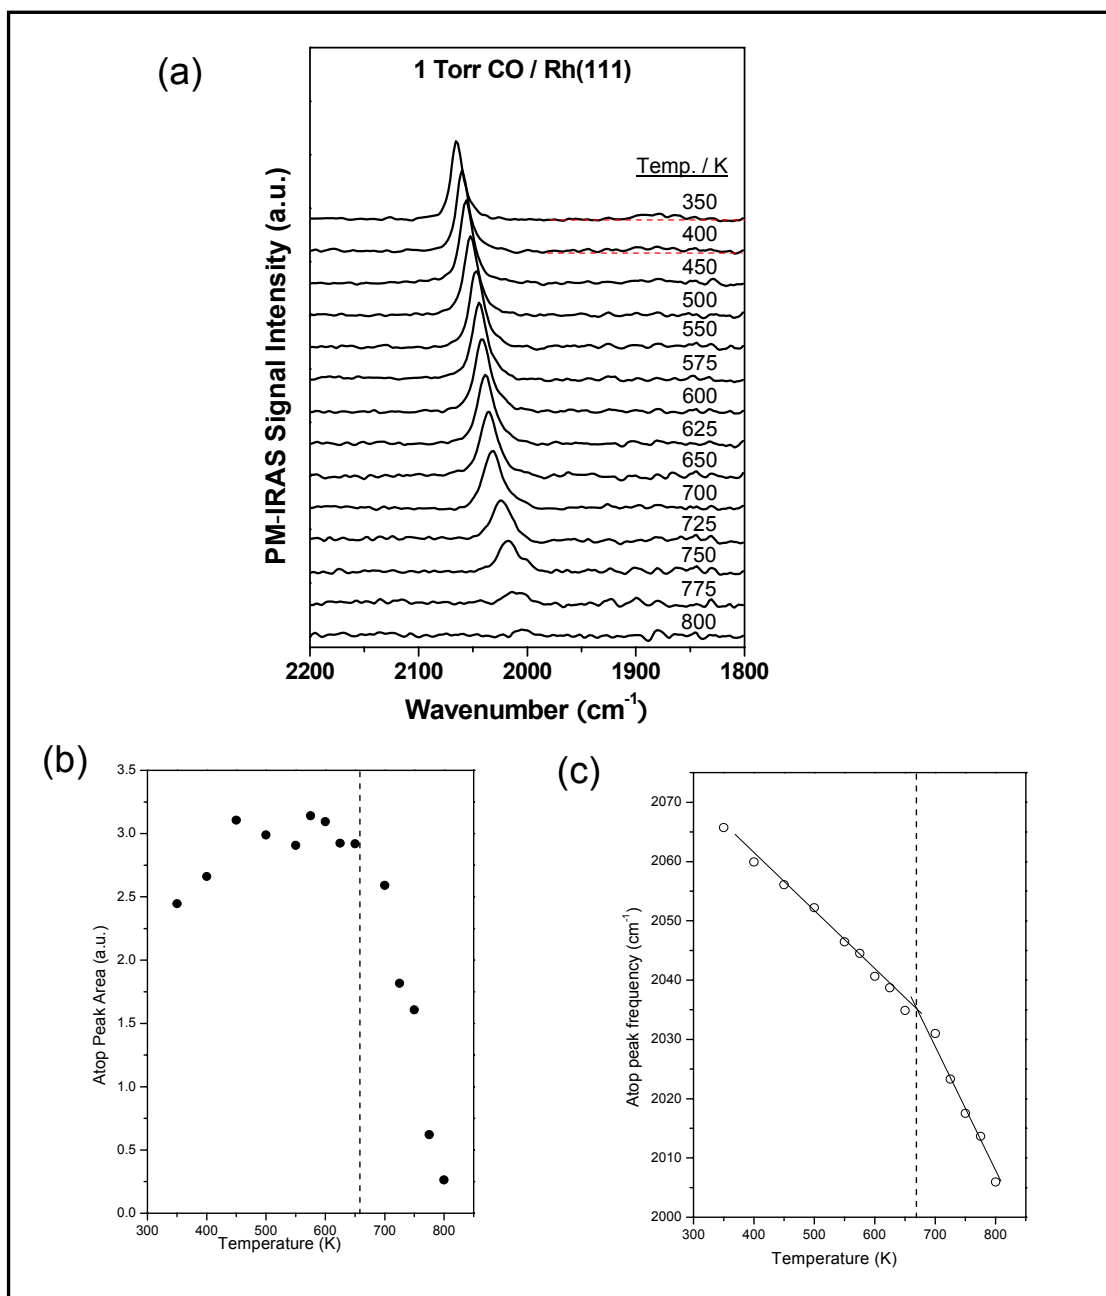 (a)
1 Torr CO / Rh(111)
PM-IRAS Signal Intensity (a.u.)
Temp. / K
350
400
450
500
550
575
600
625
650
700
725
750
775
800
2200 2100 2000 1900 1800
Wavenumber (cm⁻¹)
(b)
3.5
3.0
2.5
2.0
1.5
1.0
0.5
0.0
Atop Peak Area (a.u.)
300 400 500 600 700 800
Temperature (K)
(c)
2070
2060
2050
2040
2030
2020
2010
2000
Atop peak frequency (cm⁻¹)
300 400 500 600 700 800
Temperature (K)